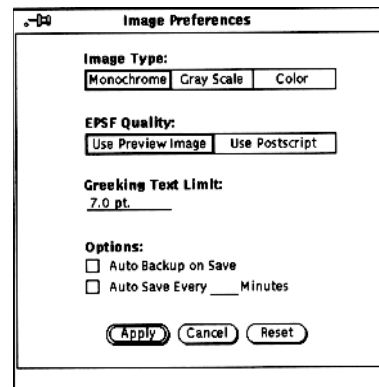 Image Preferences
Image Type:
Monochrome Gray Scale Color
EPSF Quality:
Use Preview Image Use Postscript
Greeking Text Limit:
7.0 pt.
Options:
Auto Backup on Save
Auto Save Every ____ Minutes
Apply Cancel Reset